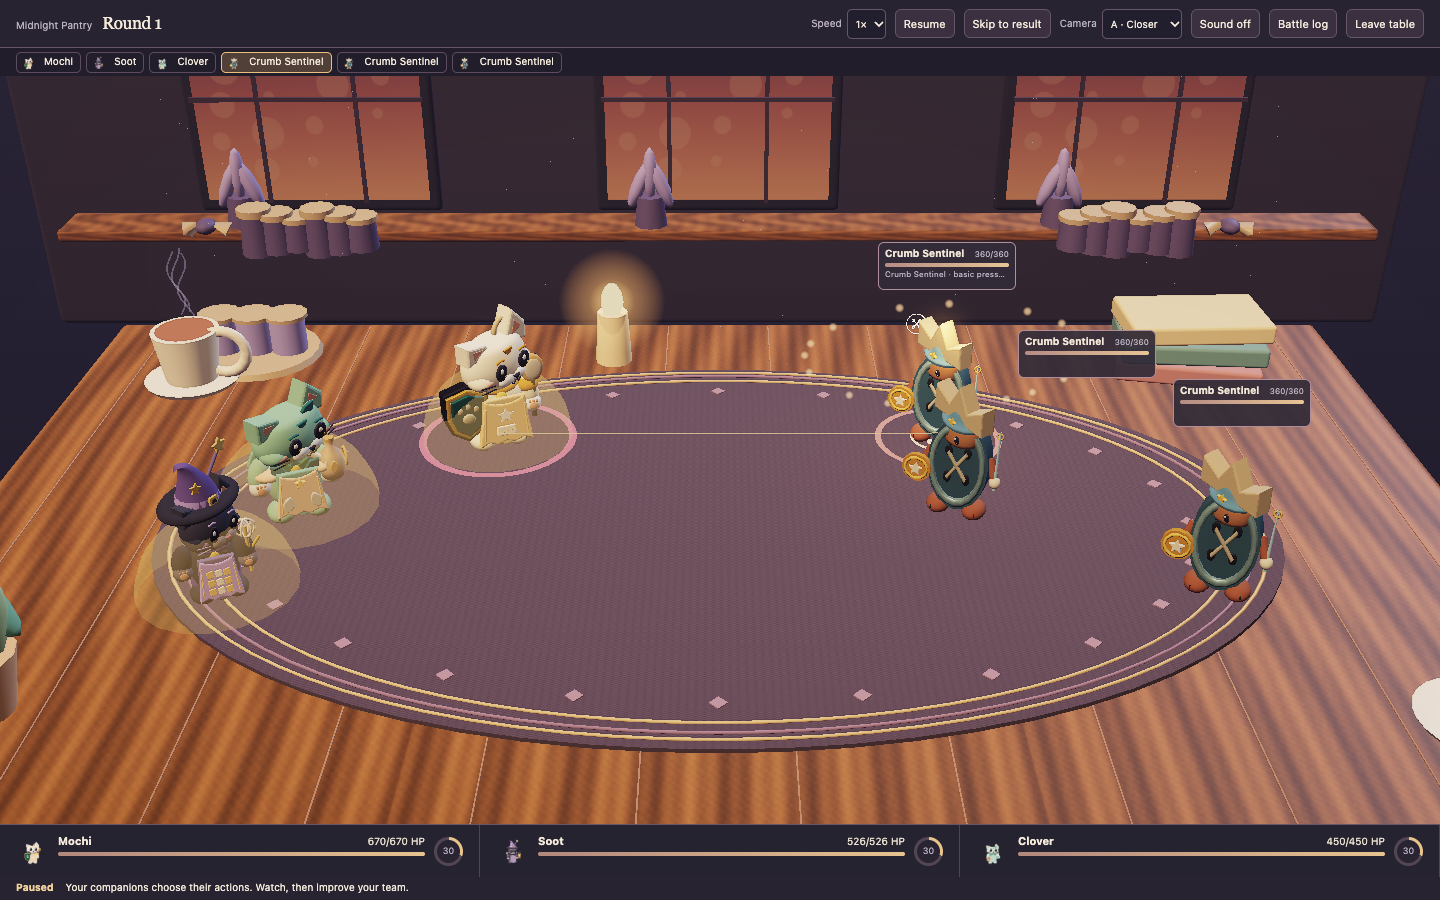 Midnight Pantry Round 1
Speed 1x Resume Skip to result Camera A · Closer Sound off Battle log Leave table
Mochi Soot Clover Crumb Sentinel Crumb Sentinel Crumb Sentinel
Crumb Sentinel 360/360
Crumb Sentinel · basic press...
Crumb Sentinel 360/360
Crumb Sentinel 360/360
Mochi 670/670 HP 30
Soot 526/526 HP 30
Clover 450/450 HP 30
Paused Your companions choose their actions. Watch, then improve your team.